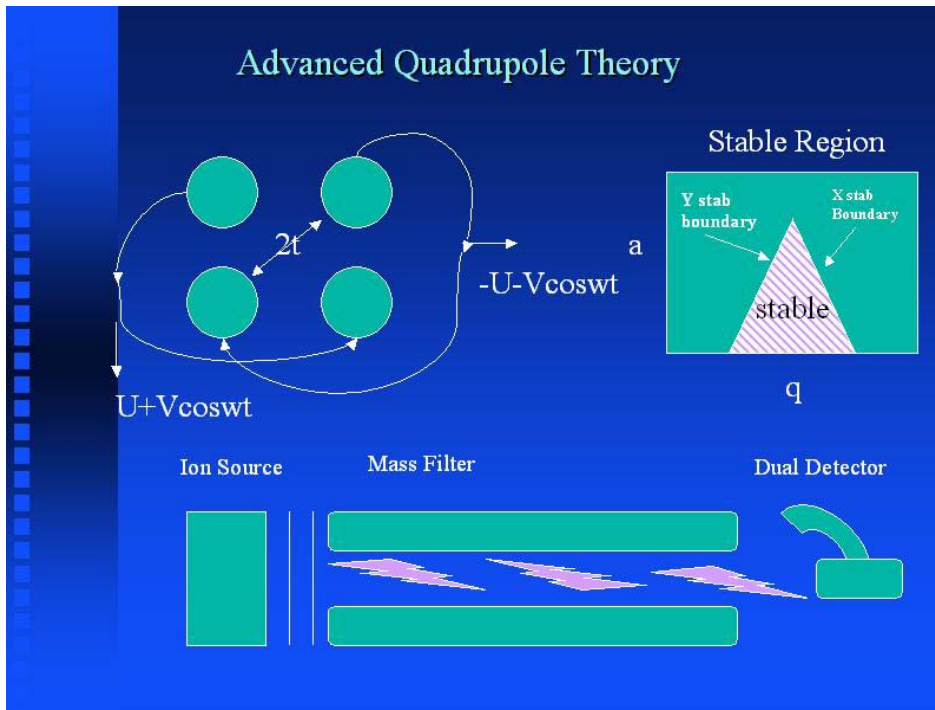 Advanced Quadrupole Theory
2t
-U-Vcoswt
U+Vcoswt
Stable Region
Y stab
boundary
X stab
Boundary
a
stable
q
Ion Source
Mass Filter
Dual Detector